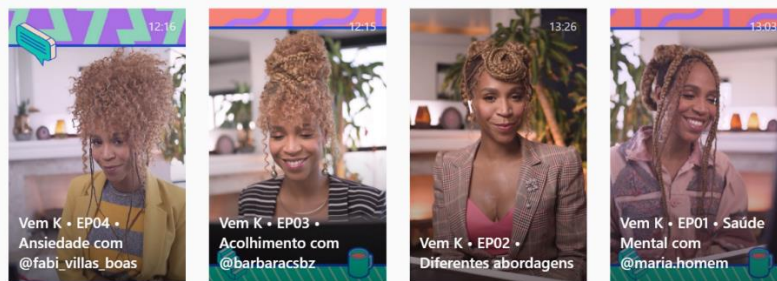 12:16
Vem K • EP04 •
Ansiedade com
@fabi_villas_boas
12:15
Vem K • EP03 •
Acolhimento com
@barbaracsbz
13:26
Vem K • EP02 •
Diferentes abordagens
13:03
Vem K • EP01 • Saúde
Mental com
@maria.homem